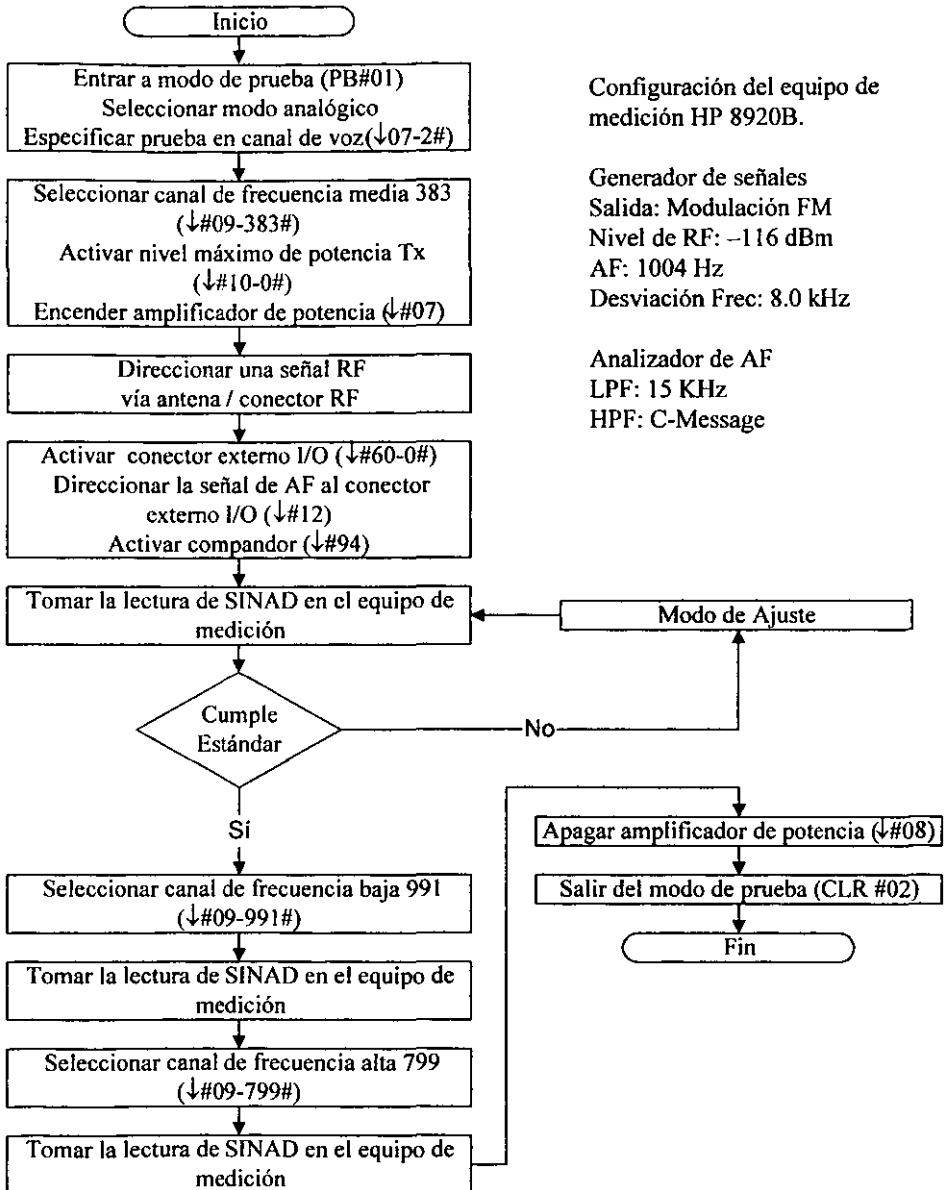 Inicio
Entrar a modo de prueba (PB#01)
Seleccionar modo analógico
Especificar prueba en canal de voz(↓07-2#)
Seleccionar canal de frecuencia media 383
(↓#09-383#)
Activar nivel máximo de potencia Tx
(↓#10-0#)
Encender amplificador de potencia (↓#07)
Direccionar una señal RF
vía antena / conector RF
Activar conector externo I/O (↓#60-0#)
Direccionar la señal de AF al conector
externo I/O (↓#12)
Activar compandor (↓#94)
Tomar la lectura de SINAD en el equipo de
medición
Modo de Ajuste
Cumple
Estándar
No
Sí
Seleccionar canal de frecuencia baja 991
(↓#09-991#)
Tomar la lectura de SINAD en el equipo de
medición
Seleccionar canal de frecuencia alta 799
(↓#09-799#)
Tomar la lectura de SINAD en el equipo de
medición
Apagar amplificador de potencia (↓#08)
Salir del modo de prueba (CLR #02)
Fin
Configuración del equipo de
medición HP 8920B.
Generador de señales
Salida: Modulación FM
Nivel de RF: –116 dBm
AF: 1004 Hz
Desviación Frec: 8.0 kHz
Analizador de AF
LPF: 15 KHz
HPF: C-Message